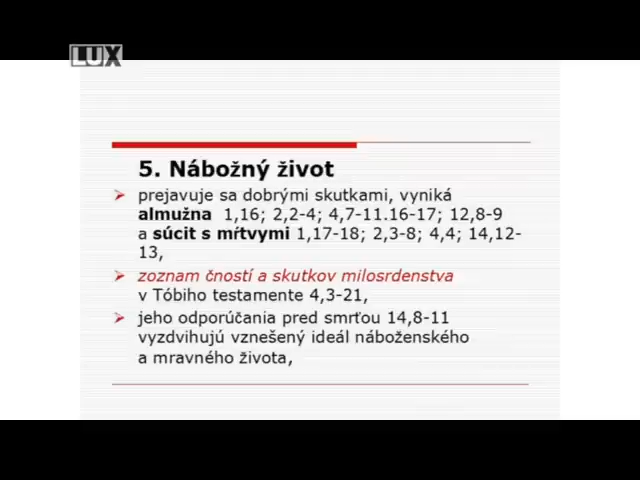 LUX
5. Nábožný život
prejavuje sa dobrými skutkami, vyniká
almužna 1,16; 2,2-4; 4,7-11.16-17; 12,8-9
a súcit s mŕtvymi 1,17-18; 2,3-8; 4,4; 14,12-
13,
zoznam čností a skutkov milosrdenstva
v Tóbiho testamente 4,3-21,
jeho odporúčania pred smrťou 14,8-11
vyzdvihujú vznešený ideál náboženského
a mravného života,